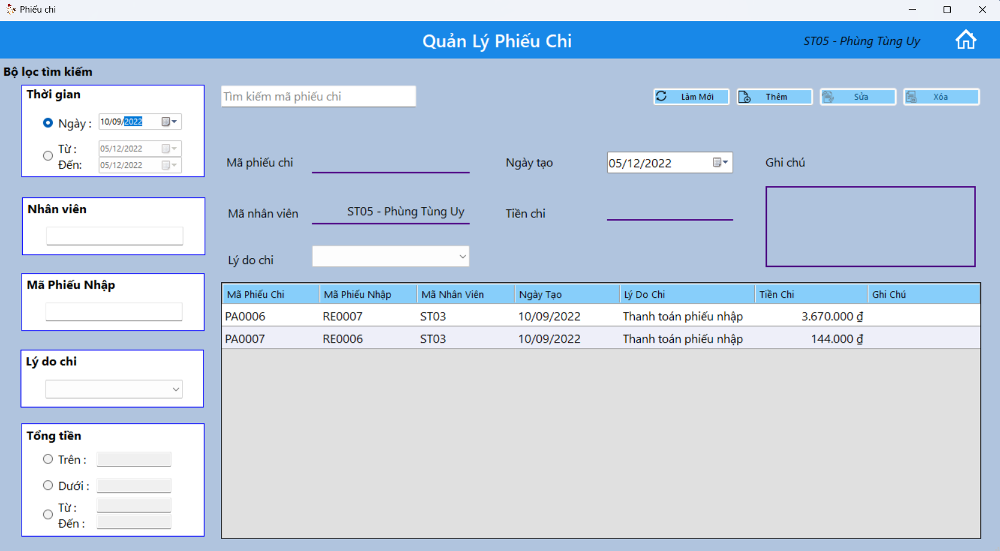 Phiếu chi
Quản Lý Phiếu Chi
ST05 - Phùng Tùng Uy
Bộ lọc tìm kiếm
Thời gian
Ngày :
10/09/2022
Từ :
05/12/2022
Đến:
05/12/2022
Nhân viên
Mã Phiếu Nhập
Lý do chi
Tổng tiền
Trên :
Dưới :
Từ :
Đến :
Tìm kiếm mã phiếu chi
Làm Mới
Thêm
Sửa
Xóa
Mã phiếu chi
Ngày tạo
05/12/2022
Ghi chú
Mã nhân viên
ST05 - Phùng Tùng Uy
Tiền chi
Lý do chi
Mã Phiếu Chi Mã Phiếu Nhập Mã Nhân Viên Ngày Tạo Lý Do Chi Tiền Chi Ghi Chú
PA0006 RE0007 ST03 10/09/2022 Thanh toán phiếu nhập 3.670.000 ₫
PA0007 RE0006 ST03 10/09/2022 Thanh toán phiếu nhập 144.000 ₫